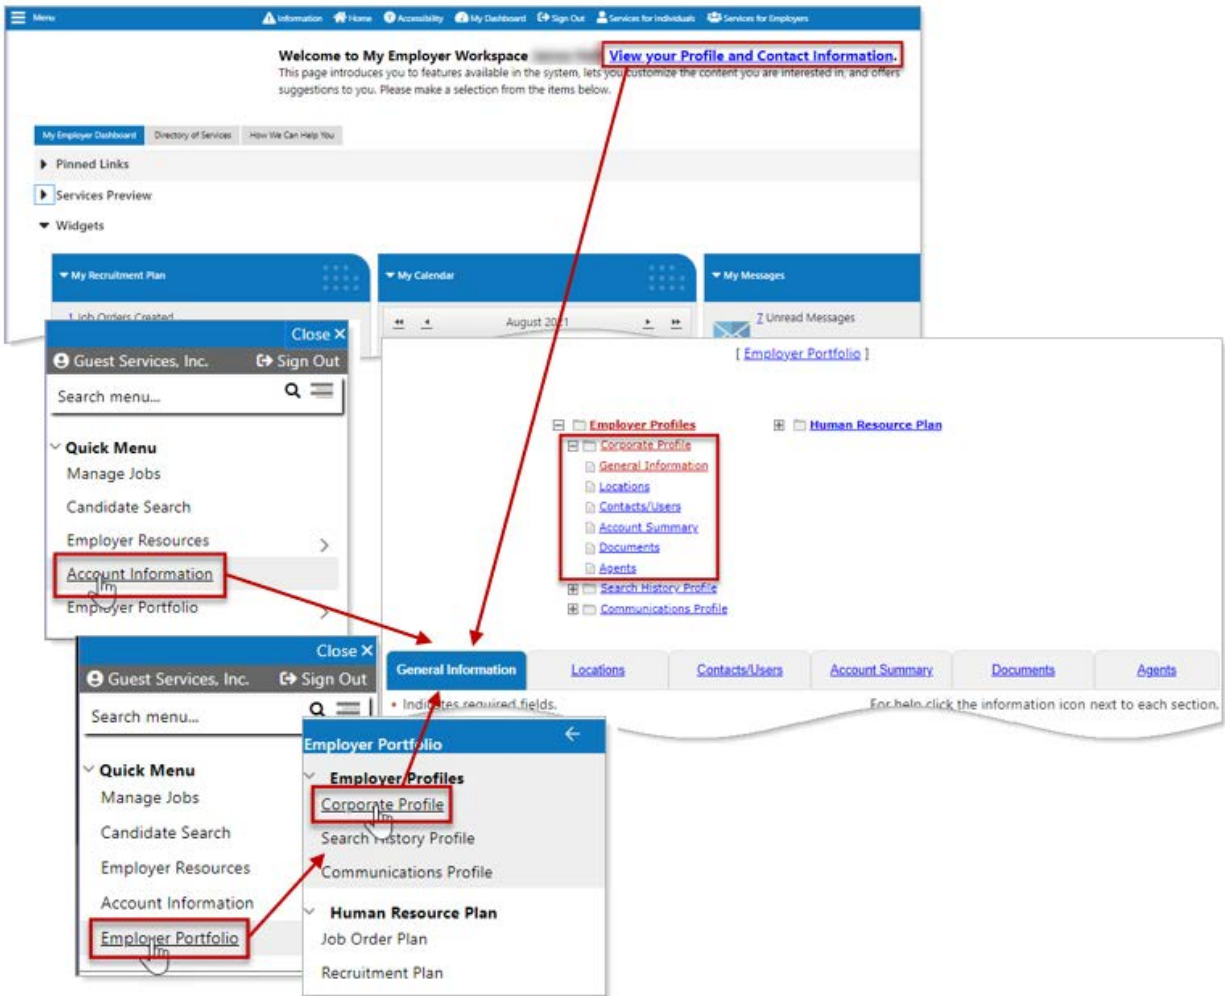 Menu
Information Home Accessibility My Dashboard Sign Out Services for Individuals Services for Employers
Welcome to My Employer Workspace View your Profile and Contact Information.
This page introduces you to features available in the system, lets you customize the content you are interested in, and offers
suggestions to you. Please make a selection from the items below.
My Employer Dashboard Directory of Services How We Can Help You
Pinned Links
Services Preview
Widgets
My Recruitment Plan
My Calendar
My Messages
1 Job Orders Created
August 2021
7 Unread Messages
Close X
Guest Services, Inc. Sign Out
Search menu...
Quick Menu
Manage Jobs
Candidate Search
Employer Resources
Account Information
Employer Portfolio
[ Employer Portfolio ]
Employer Profiles
Corporate Profile
General Information
Locations
Contacts/Users
Account Summary
Documents
Agents
Search History Profile
Communications Profile
Human Resource Plan
General Information Locations Contacts/Users Account Summary Documents Agents
Indicates required fields. For help click the information icon next to each section.
Close X
Guest Services, Inc. Sign Out
Search menu...
Quick Menu
Manage Jobs
Candidate Search
Employer Resources
Account Information
Employer Portfolio
Employer Portfolio
Employer Profiles
Corporate Profile
Search History Profile
Communications Profile
Human Resource Plan
Job Order Plan
Recruitment Plan